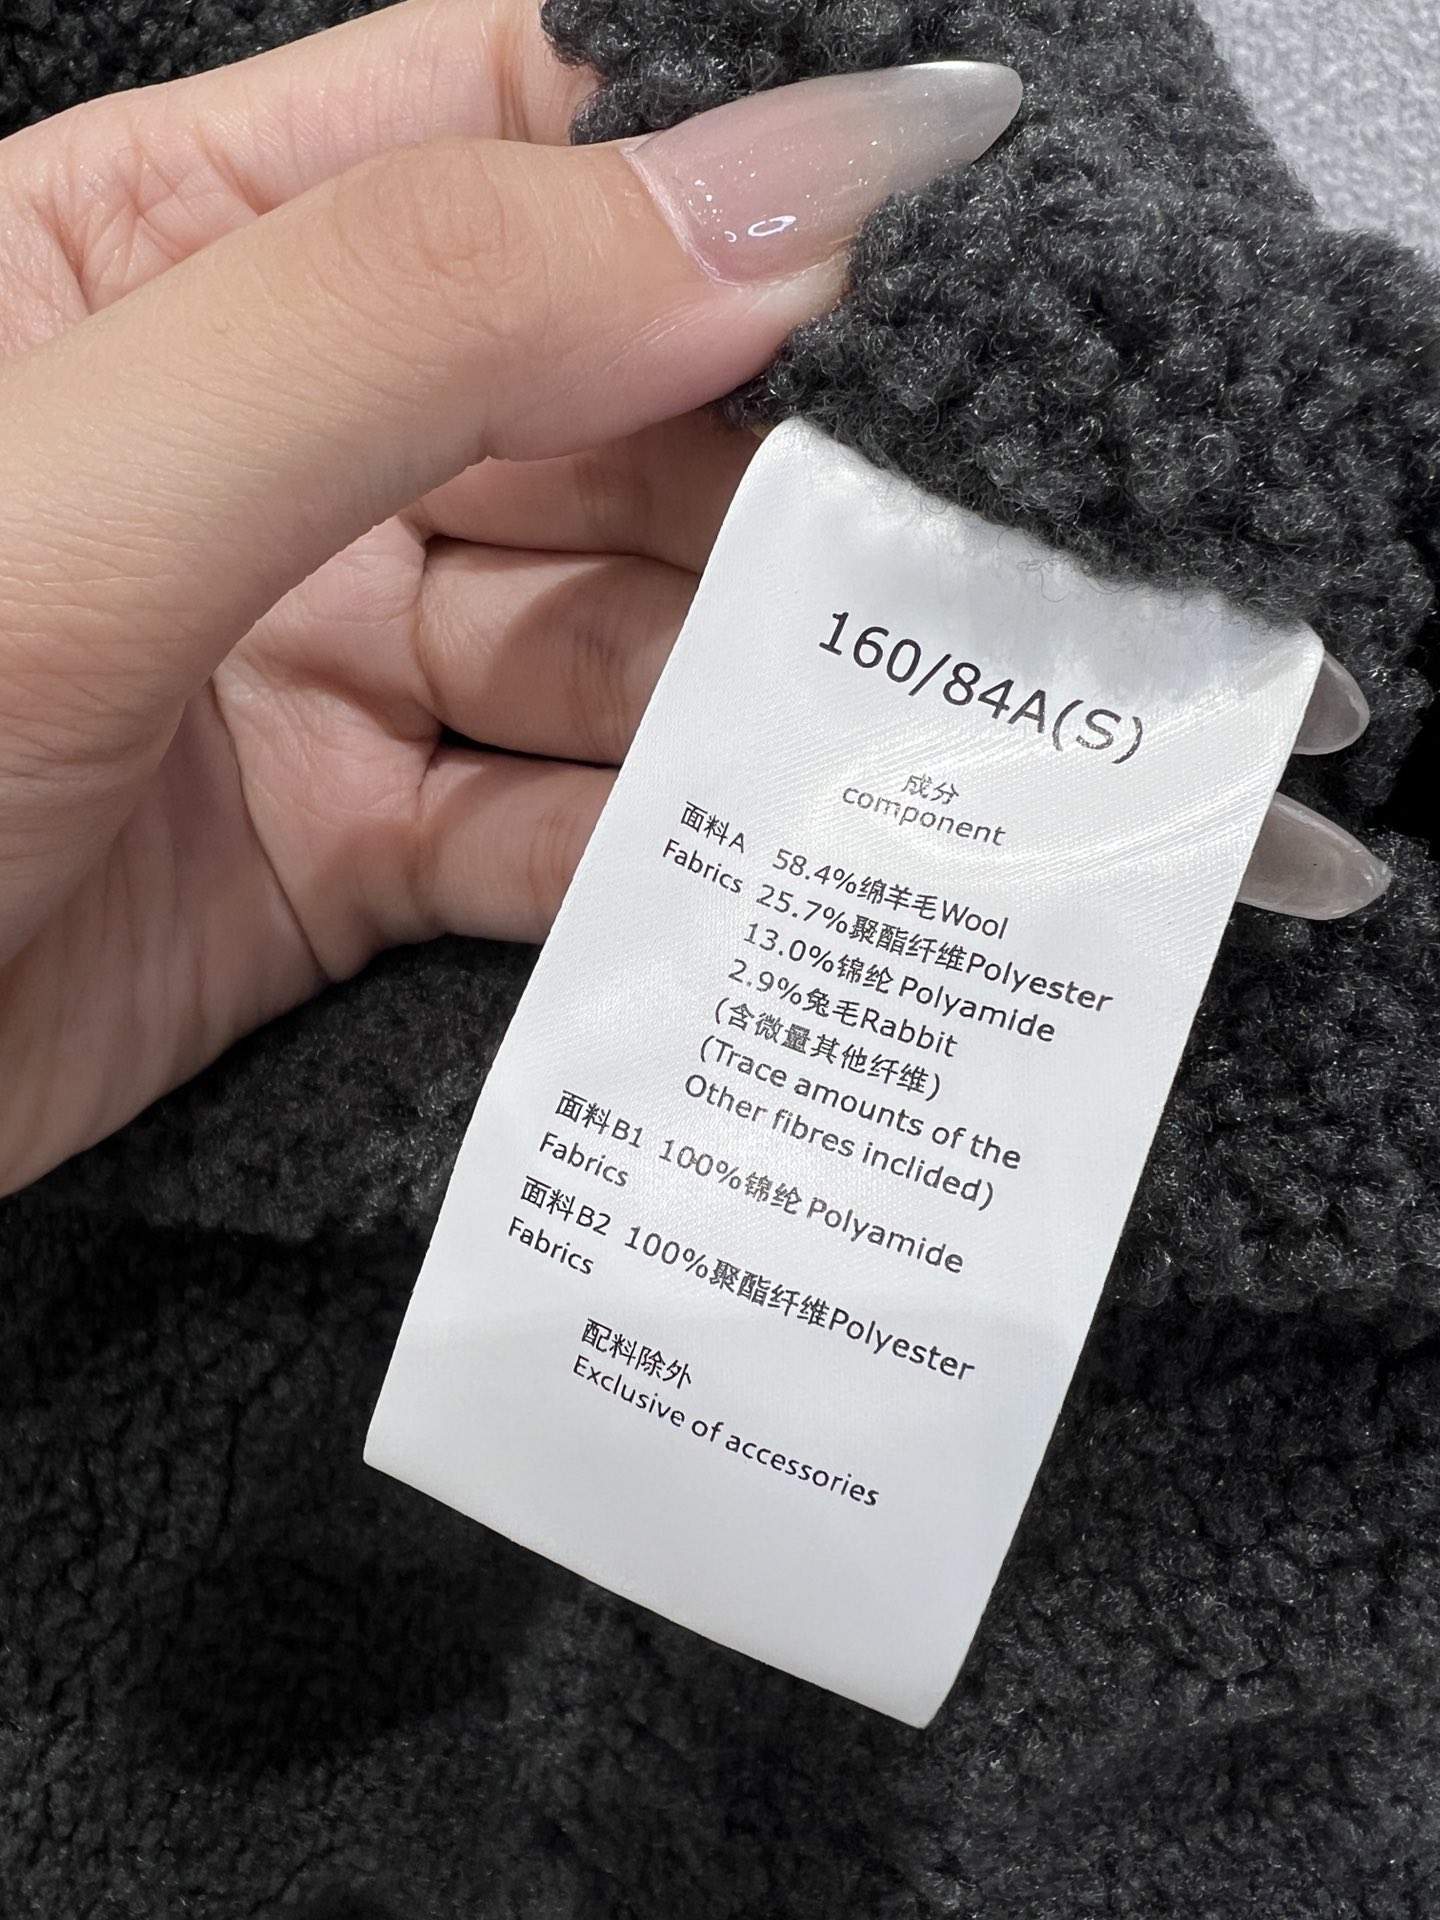 160/84A(S)
成分
component
面料A 58.4%绵羊毛Wool
Fabrics 25.7%聚酯纤维Polyester
13.0%锦纶 Polyamide
2.9%兔毛Rabbit
(含微量其他纤维)
(Trace amounts of the
Other fibres inclided)
面料B1 100%锦纶 Polyamide
Fabrics
面料B2 100%聚酯纤维Polyester
Fabrics
配料除外
Exclusive of accessories